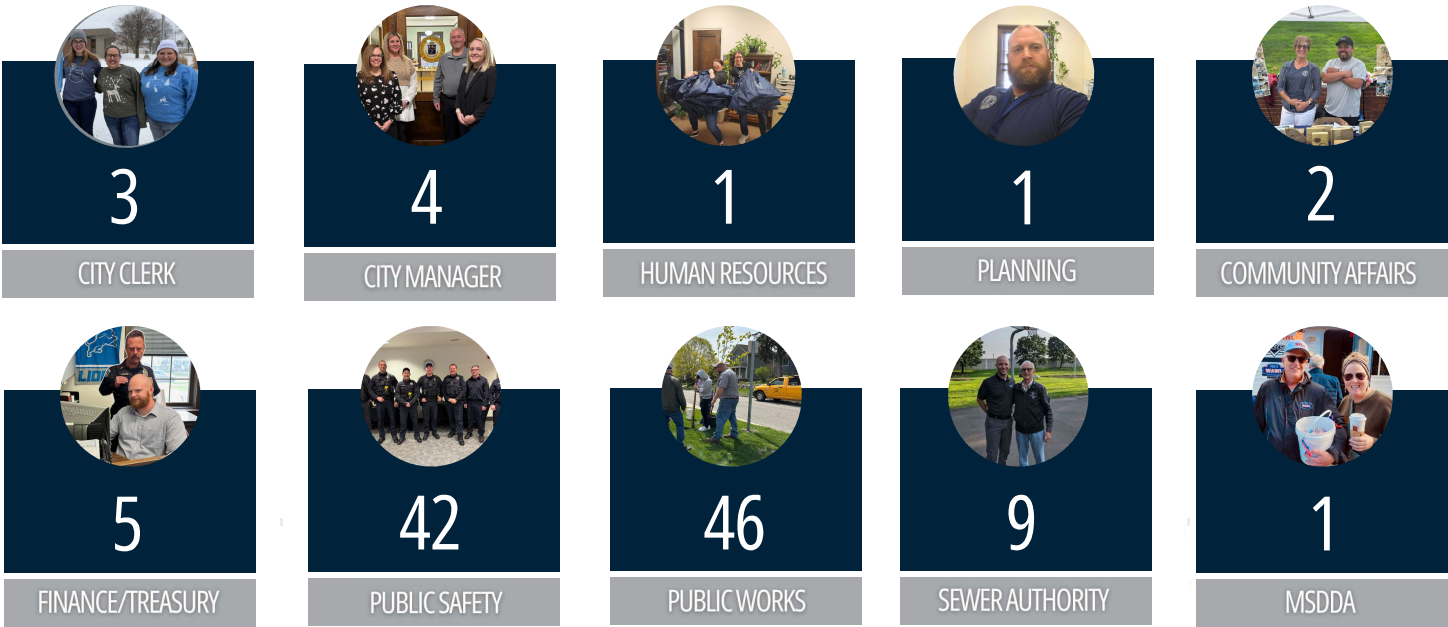 3
CITY CLERK
4
CITY MANAGER
1
HUMAN RESOURCES
1
PLANNING
2
COMMUNITY AFFAIRS
LIONS
5
FINANCE/TREASURY
42
PUBLIC SAFETY
46
PUBLIC WORKS
9
SEWER AUTHORITY
1
MSDDA